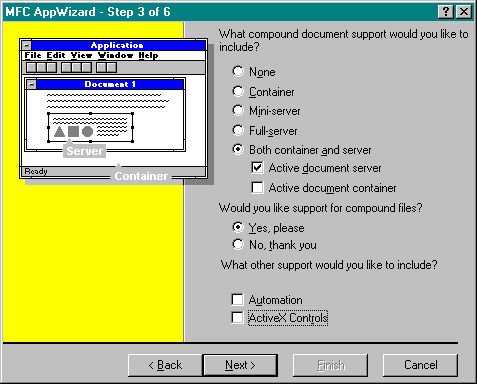 MFC AppWizard - Step 3 of 6
Application
File Edit View Window Help
Document 1
Server
Ready
Container
What compound document support would you like to
include?
None
Container
Mini-server
Full-server
Both container and server
Active document server
Active document container
Would you like support for compound files?
Yes, please
No, thank you
What other support would you like to include?
Automation
ActiveX Controls
< Back
Next >
Finish
Cancel